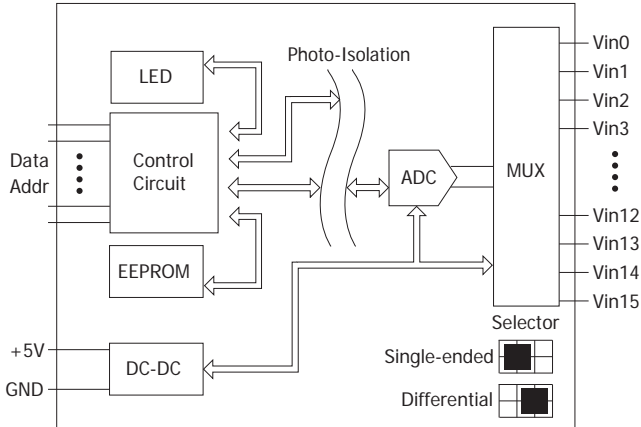 LED
Photo-Isolation
Vin0
Vin1
Vin2
Vin3
Data
Addr
Control
Circuit
ADC
MUX
Vin12
Vin13
Vin14
Vin15
EEPROM
Selector
+5V
GND
DC-DC
Single-ended
Differential